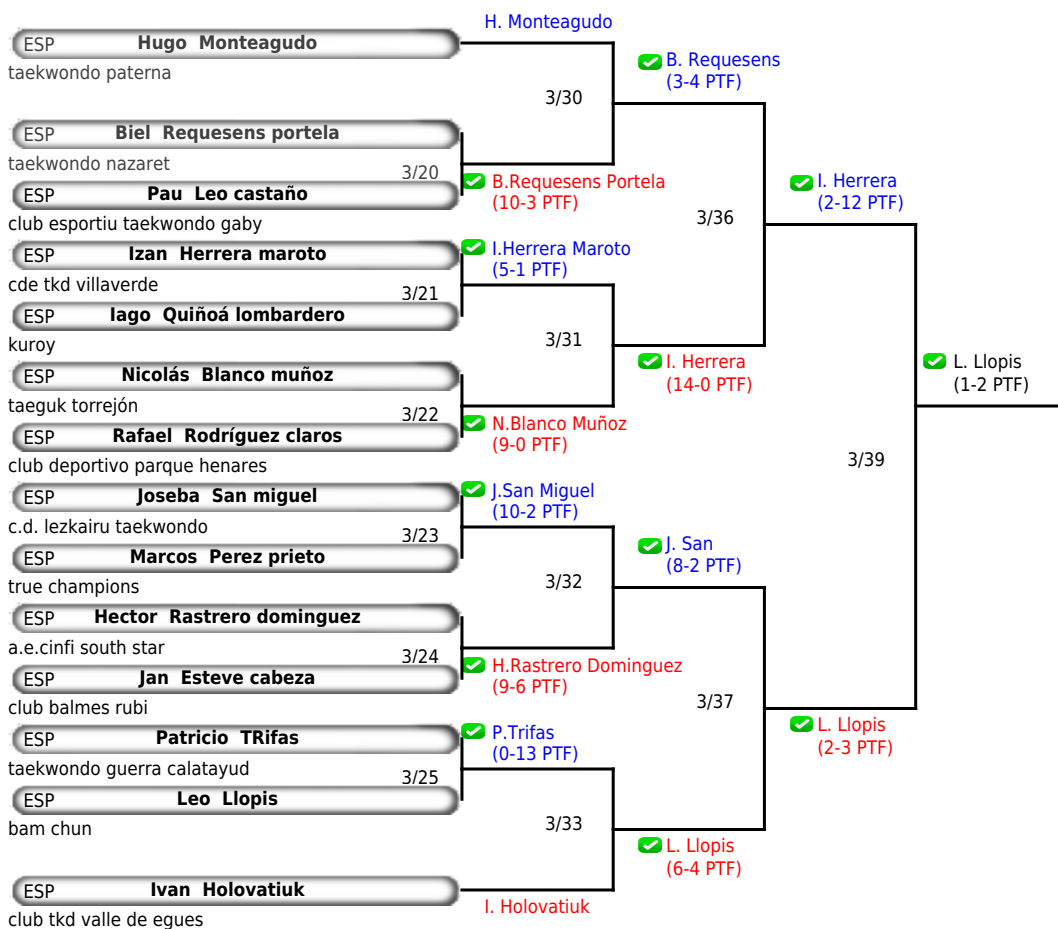 H. Monteagudo
ESP Hugo Monteagudo
taekwondo paterna
B. Requesens
(3-4 PTF)
3/30
ESP Biel Requesens portela
taekwondo nazaret
3/20
B.Requesens Portela
(10-3 PTF)
ESP Pau Leo castaño
club esportiu taekwondo gaby
I. Herrera
(2-12 PTF)
3/36
ESP Izan Herrera maroto
cde tkd villaverde
I.Herrera Maroto
(5-1 PTF)
3/21
ESP Iago Quiñoá lombardero
kuroy
3/31
I. Herrera
(14-0 PTF)
L. Llopis
(1-2 PTF)
ESP Nicolás Blanco muñoz
taeguk torrejón
3/22
N.Blanco Muñoz
(9-0 PTF)
ESP Rafael Rodríguez claros
club deportivo parque henares
3/39
ESP Joseba San miguel
c.d. lezkairu taekwondo
J.San Miguel
(10-2 PTF)
3/23
ESP Marcos Perez prieto
true champions
J. San
(8-2 PTF)
3/32
ESP Hector Rastrero dominguez
a.e.cinfi south star
3/24
H.Rastrero Dominguez
(9-6 PTF)
ESP Jan Esteve cabeza
club balmes rubi
3/37
L. Llopis
(2-3 PTF)
ESP Patricio TRifas
taekwondo guerra calatayud
P.Trifas
(0-13 PTF)
3/25
ESP Leo Llopis
bam chun
3/33
L. Llopis
(6-4 PTF)
ESP Ivan Holovatiuk
club tkd valle de egues
I. Holovatiuk